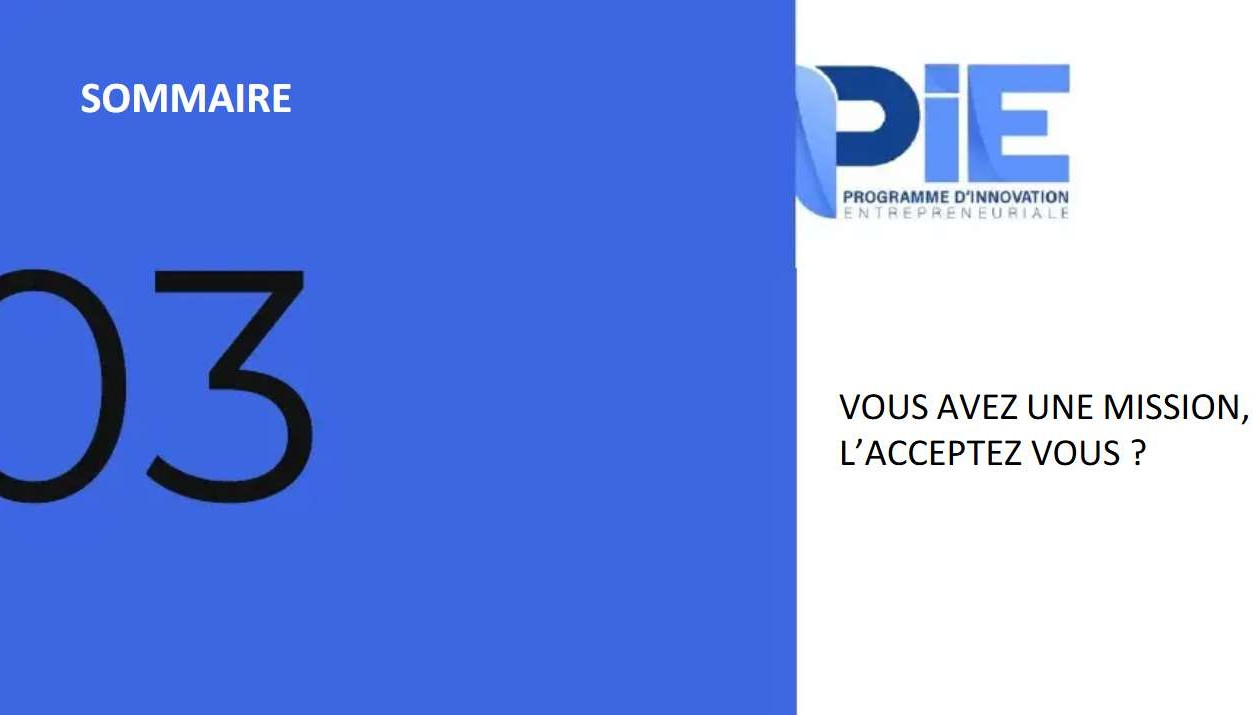 SOMMAIRE
PiE
PROGRAMME D'INNOVATION
ENTREPRENEURIALE
03
VOUS AVEZ UNE MISSION,
L’ACCEPTEZ VOUS ?